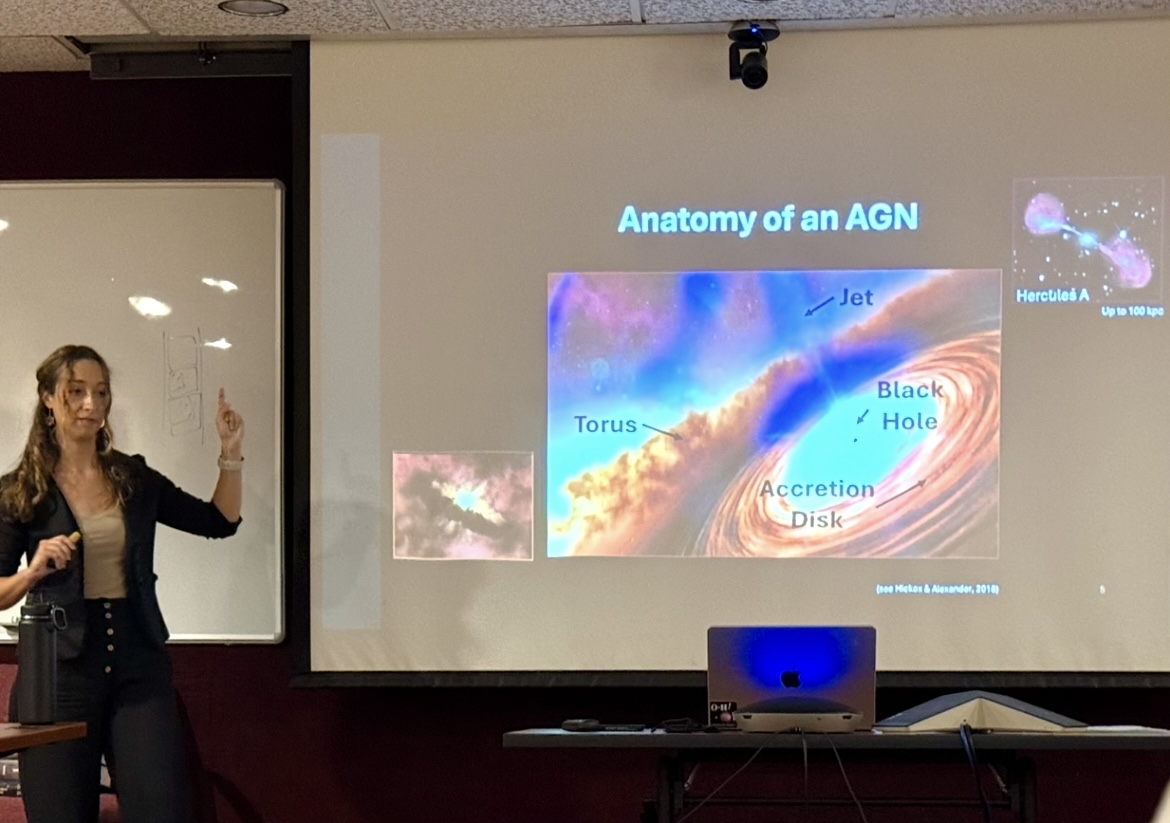 Anatomy of an AGN
Jet
Hercules A
Up to 100 kpc
Black
Hole
Torus
Accretion
Disk
(see Hickox & Alexander, 2018)
O-H!